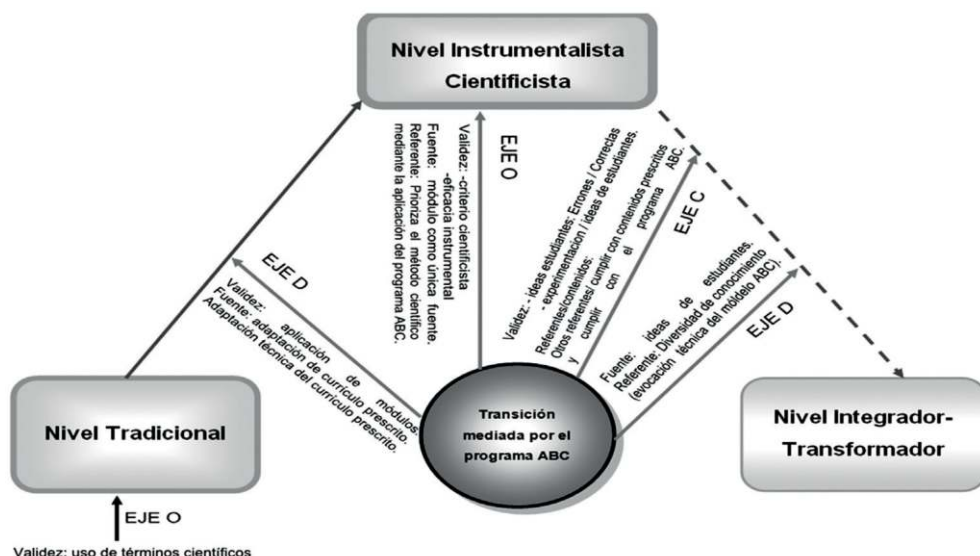 Nivel Instrumentalista
Cientificista
EJE O
Validez: -criterio cientificista
-eficacia instrumental
Fuente: módulo como única fuente.
Referente: Prioriza el método científico
mediante la aplicación del programa ABC.
Validez: - ideas estudiantes: Errones / Correctas
- experimentacion / ideas de estudiantes.
Referentes/contenidos:
Otros referentes/ cumplir con contenidos prescritos
y cumplir con el programa ABC.
EJE C
EJE D
Validez: aplicación de módulos.
Fuente: adaptación de currículo prescrito.
Adaptación técnica del currículo prescrito.
Fuente: ideas de estudiantes.
Referente: Diversidad de conocimiento
(evocación técnica del móldelo ABC).
EJE D
Nivel Tradicional
Transición
mediada por el
programa ABC
Nivel Integrador-
Transformador
EJE O
Validez: uso de términos científicos